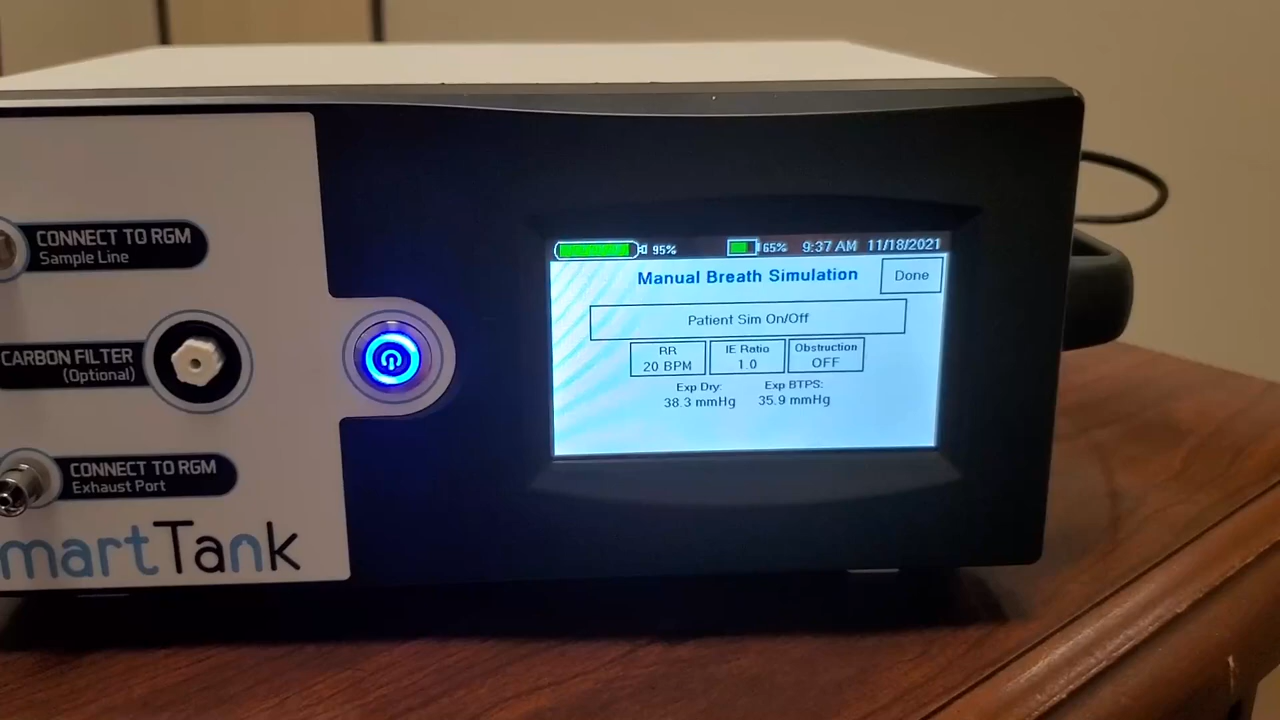 CONNECT TO RGM
Sample Line
CARBON FILTER
(Optional)
CONNECT TO RGM
Exhaust Port
martTank
95%
65%
9:37 AM
11/18/2021
Manual Breath Simulation
Done
Patient Sim On/Off
RR
20 BPM
IE Ratio
1.0
Obstruction
OFF
Exp Dry:
38.3 mmHg
Exp BTPS:
35.9 mmHg